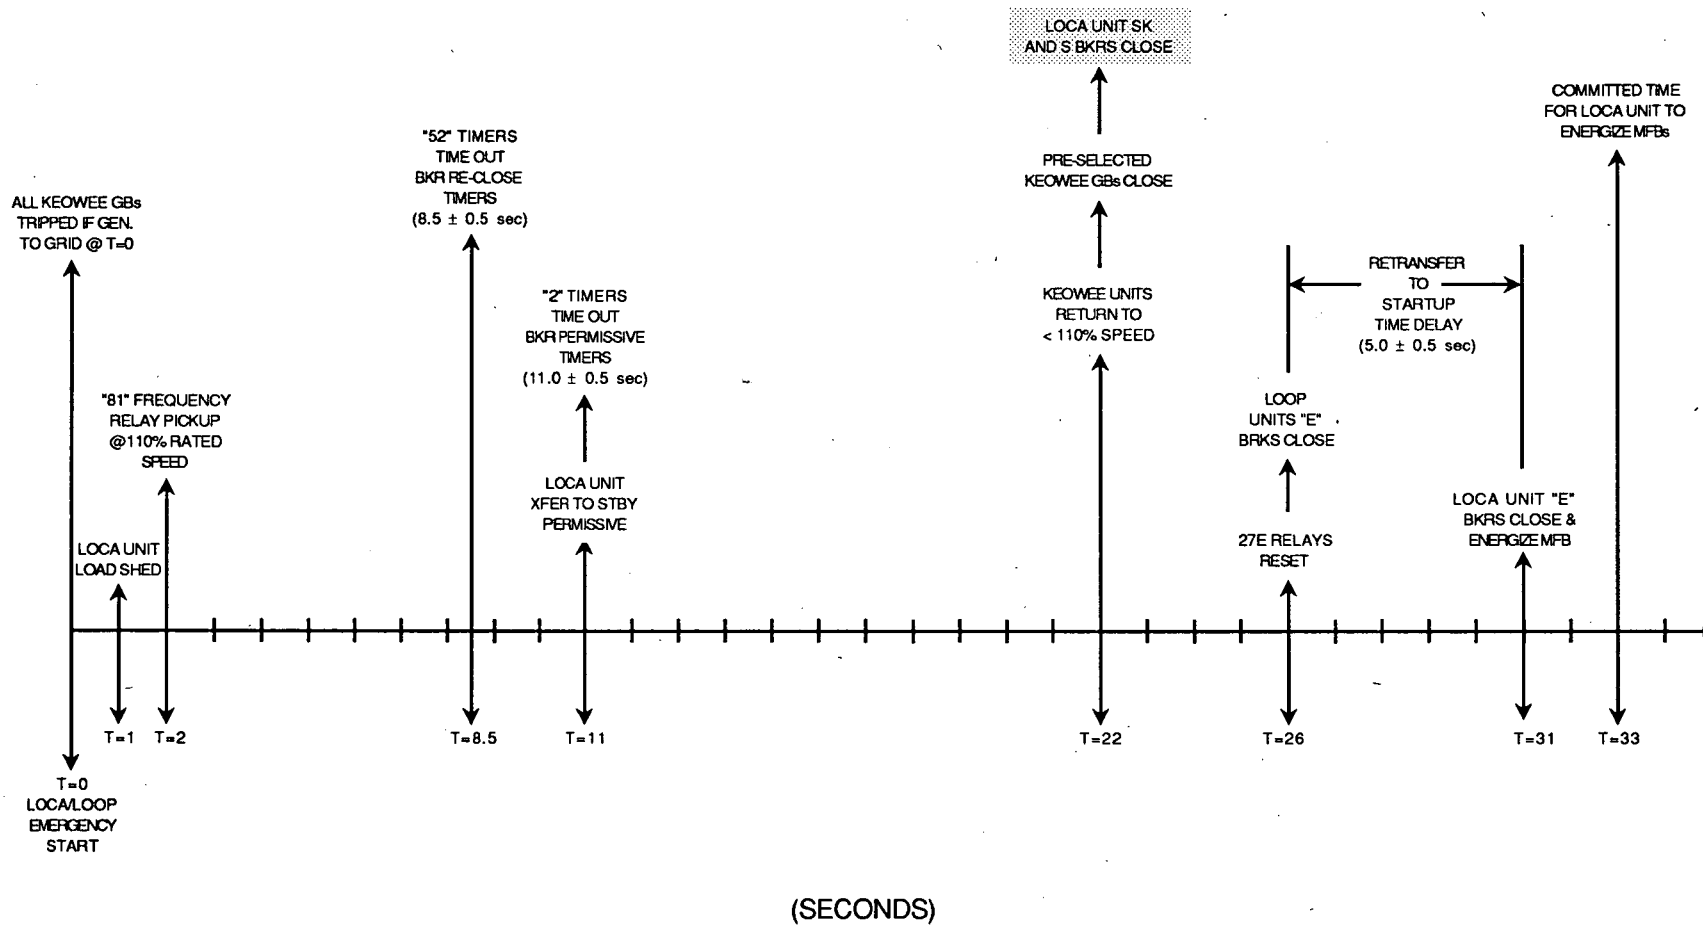 LOCA UNIT SK
AND S BKRS CLOSE
COMMITTED TIME
FOR LOCA UNIT TO
ENERGIZE MFBs
"52" TIMERS
TIME OUT
BKR RE-CLOSE
TIMERS
(8.5 ± 0.5 sec)
PRE-SELECTED
KEOWEE GBs CLOSE
ALL KEOWEE GBs
TRIPPED IF GEN.
TO GRID @ T=0
RETRANSFER
TO
STARTUP
TIME DELAY
(5.0 ± 0.5 sec)
"2" TIMERS
TIME OUT
BKR PERMISSIVE
TIMERS
(11.0 ± 0.5 sec)
KEOWEE UNITS
RETURN TO
< 110% SPEED
"81" FREQUENCY
RELAY PICKUP
@110% RATED
SPEED
LOOP
UNITS "E"
BRKS CLOSE
LOCA UNIT
XFER TO STBY
PERMISSIVE
LOCA UNIT "E"
BKRS CLOSE &
ENERGIZE MFB
27E RELAYS
RESET
LOCA UNIT
LOAD SHED
T=1
T=2
T=8.5
T=11
T=22
T=26
T=31
T=33
T=0
LOCA/LOOP
EMERGENCY
START
(SECONDS)